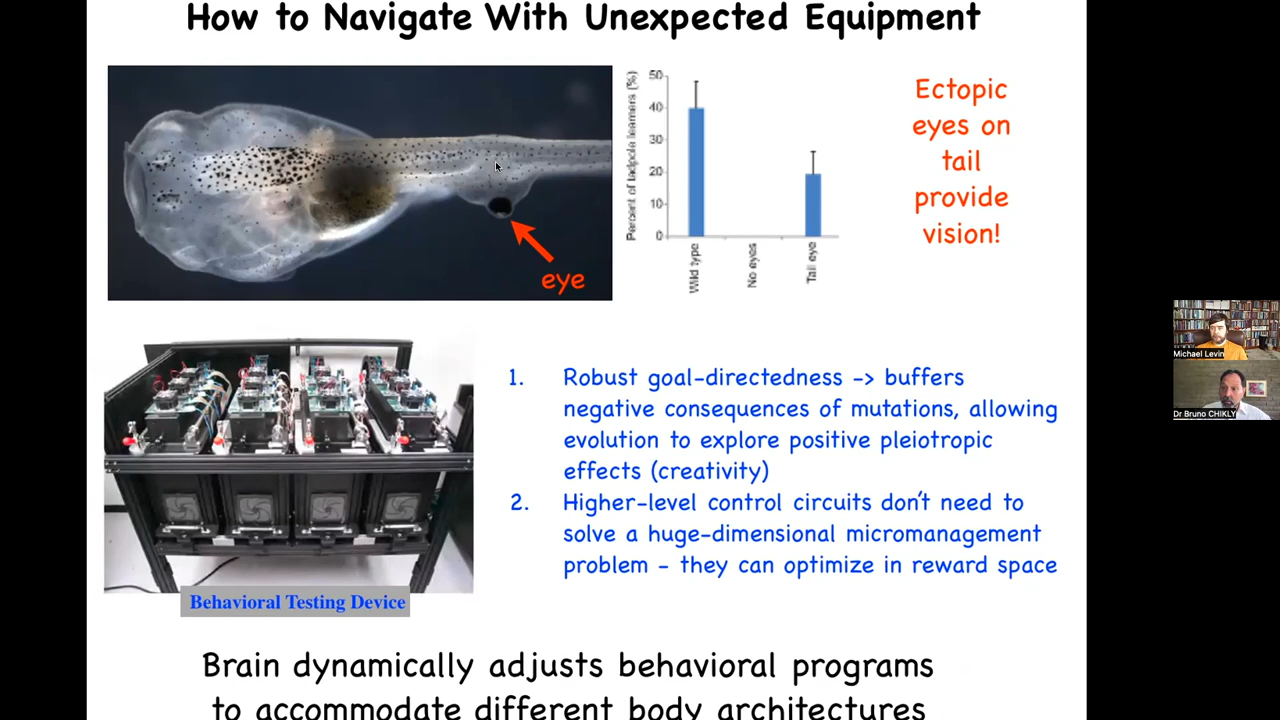 How to Navigate With Unexpected Equipment
eye
Percent of tadpole learners (%)
50
40
30
20
10
0
Wild type
No eyes
Tail eye
Ectopic
eyes on
tail
provide
vision!
Behavioral Testing Device
1. Robust goal-directedness -> buffers
negative consequences of mutations, allowing
evolution to explore positive pleiotropic
effects (creativity)
2. Higher-level control circuits don't need to
solve a huge-dimensional micromanagement
problem - they can optimize in reward space
Brain dynamically adjusts behavioral programs
to accommodate different body architectures
Michael Levin
Dr Bruno CHIKLY